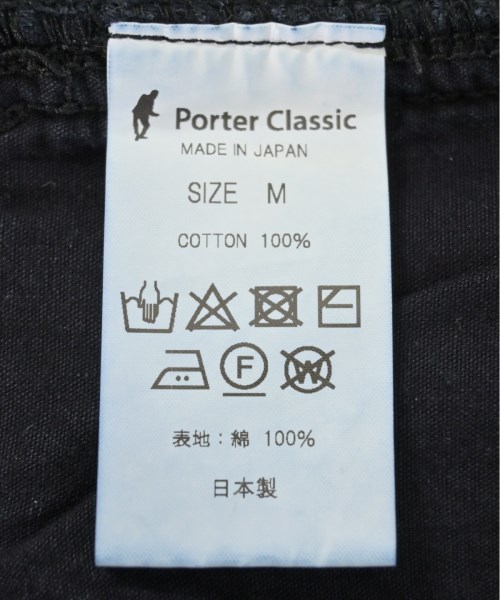 Porter Classic
MADE IN JAPAN
SIZE M
COTTON 100%
F W
表地：綿 100%
日本製